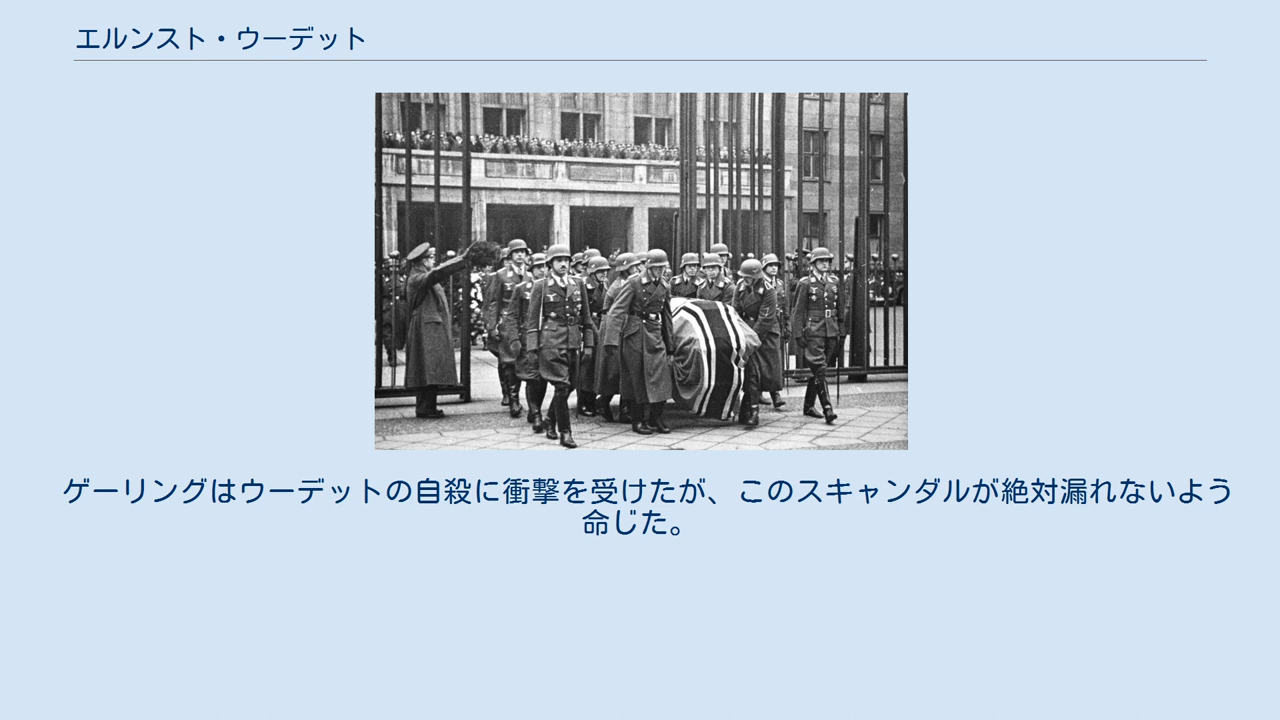 エルンスト・ウーデット
ゲーリングはウーデットの自殺に衝撃を受けたが、このスキャンダルが絶対漏れないよう
命じた。